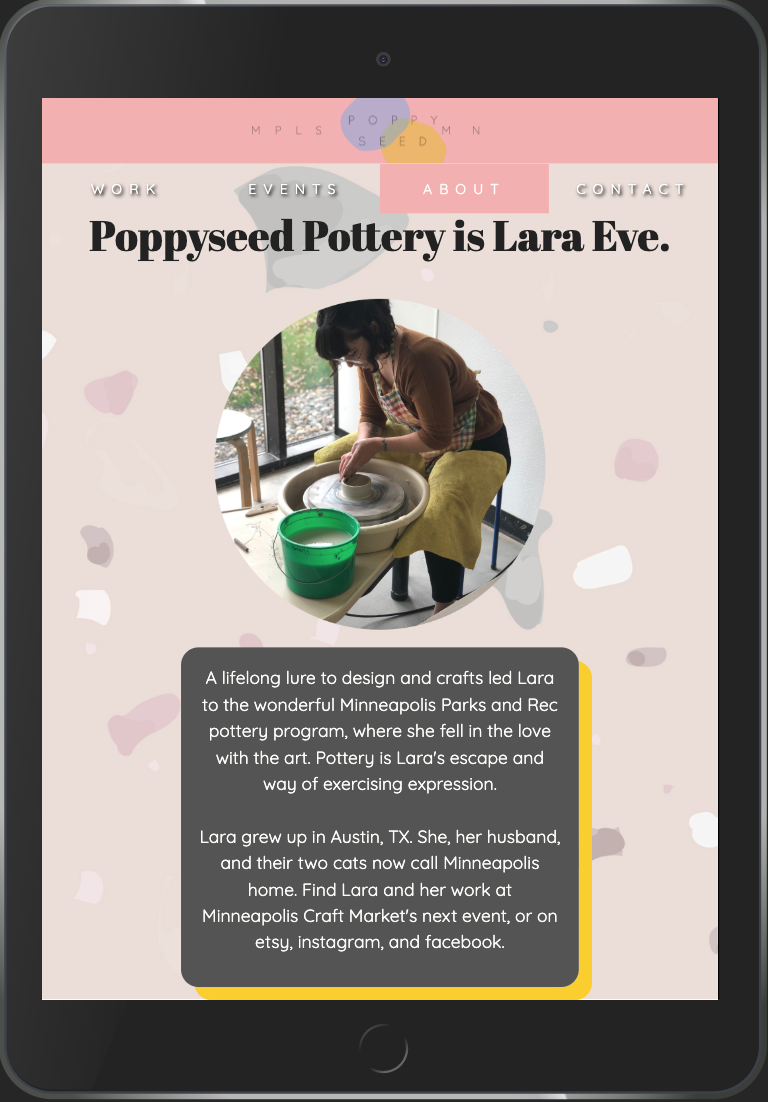 POPPY
MPLS MN
SEED
WORK EVENTS ABOUT CONTACT
Poppyseed Pottery is Lara Eve.
A lifelong lure to design and crafts led Lara
to the wonderful Minneapolis Parks and Rec
pottery program, where she fell in the love
with the art. Pottery is Lara's escape and
way of exercising expression.
Lara grew up in Austin, TX. She, her husband,
and their two cats now call Minneapolis
home. Find Lara and her work at
Minneapolis Craft Market's next event, or on
etsy, instagram, and facebook.